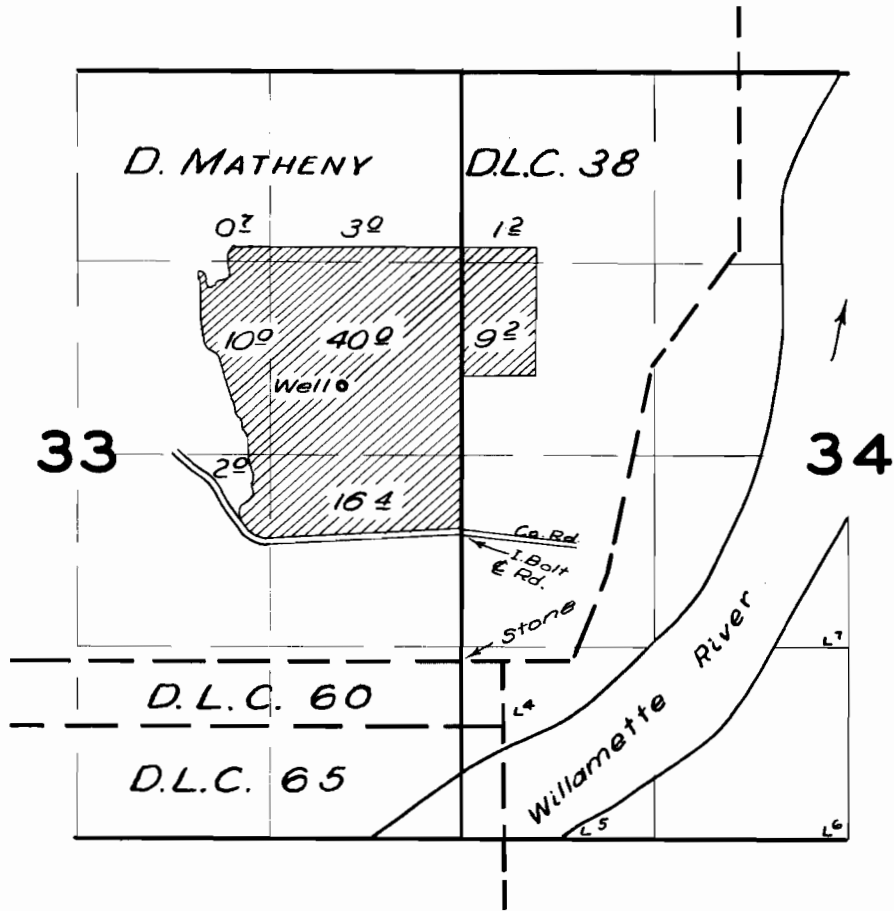 D. MATHENY D.L.C. 38
0.7 3.0 1.2
10.0 40.0 9.2
Well
33 34
2.0
16.4
Co. Rd.
I. Bolt
℄ Rd.
Stone
L7
D.L.C. 60
L4
Willamette River
D.L.C. 65
L5 L6